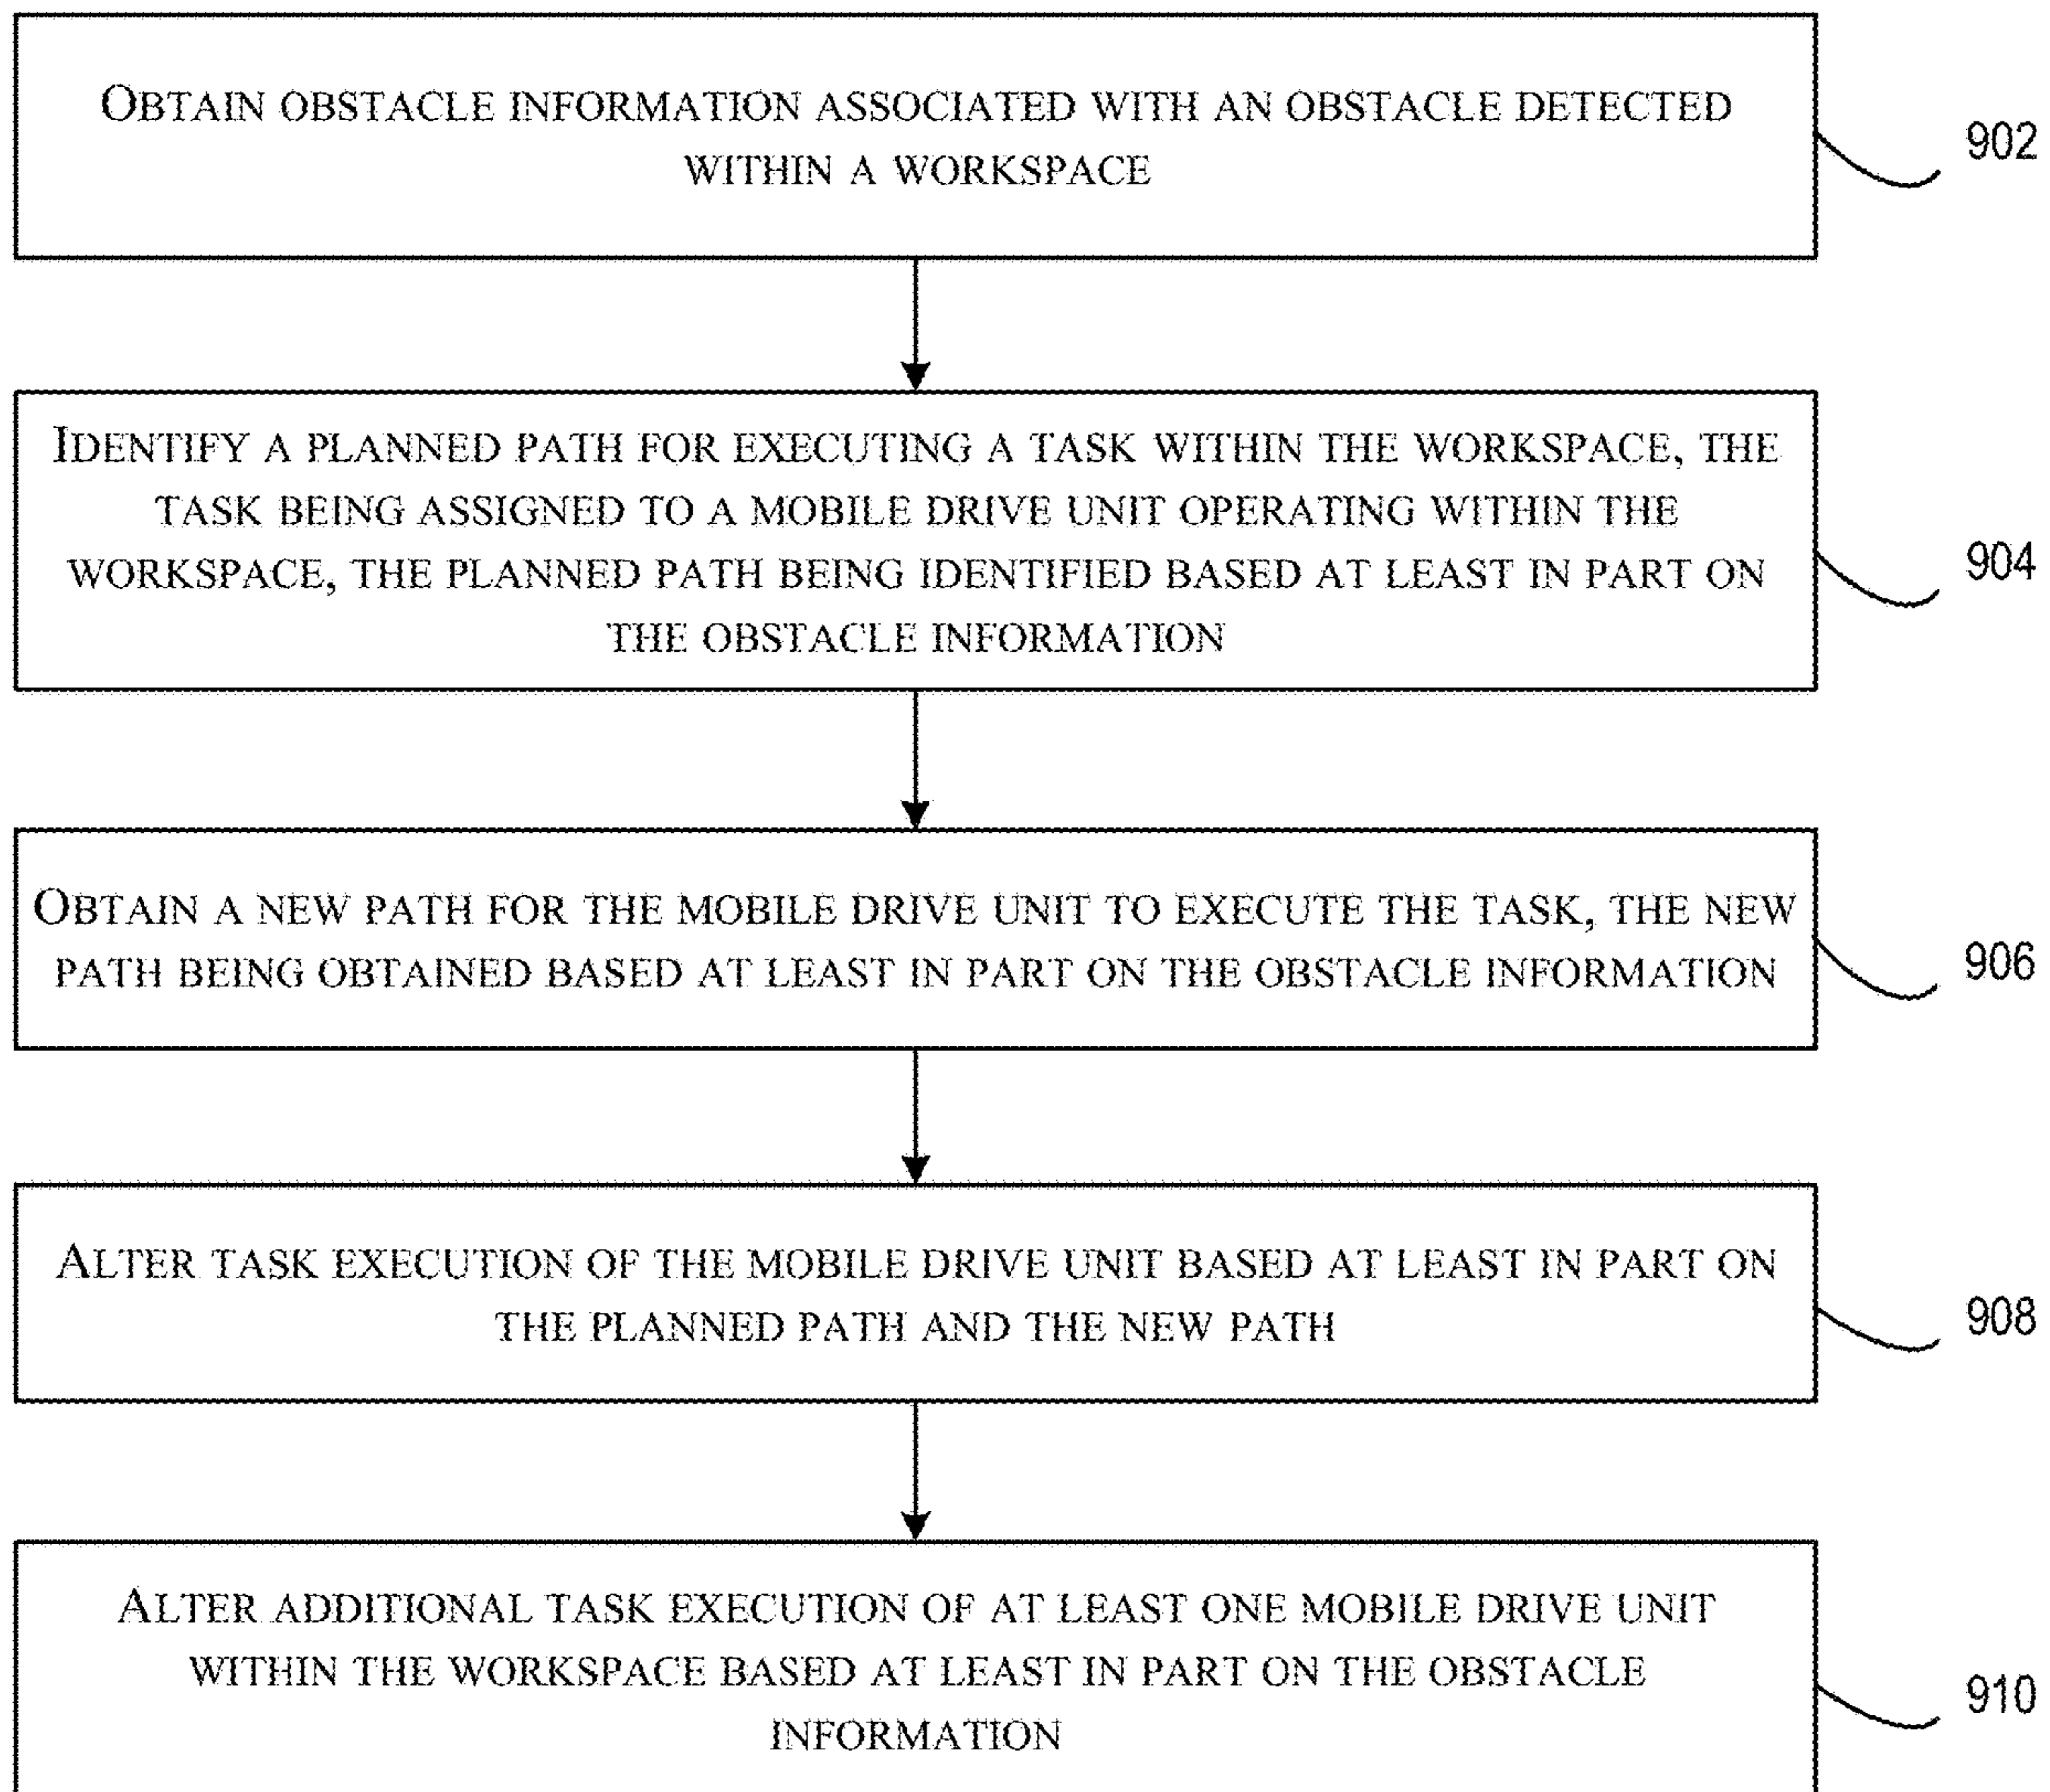 OBTAIN OBSTACLE INFORMATION ASSOCIATED WITH AN OBSTACLE DETECTED
WITHIN A WORKSPACE
902
IDENTIFY A PLANNED PATH FOR EXECUTING A TASK WITHIN THE WORKSPACE, THE
TASK BEING ASSIGNED TO A MOBILE DRIVE UNIT OPERATING WITHIN THE
WORKSPACE, THE PLANNED PATH BEING IDENTIFIED BASED AT LEAST IN PART ON
THE OBSTACLE INFORMATION
904
OBTAIN A NEW PATH FOR THE MOBILE DRIVE UNIT TO EXECUTE THE TASK, THE NEW
PATH BEING OBTAINED BASED AT LEAST IN PART ON THE OBSTACLE INFORMATION
906
ALTER TASK EXECUTION OF THE MOBILE DRIVE UNIT BASED AT LEAST IN PART ON
THE PLANNED PATH AND THE NEW PATH
908
ALTER ADDITIONAL TASK EXECUTION OF AT LEAST ONE MOBILE DRIVE UNIT
WITHIN THE WORKSPACE BASED AT LEAST IN PART ON THE OBSTACLE
INFORMATION
910